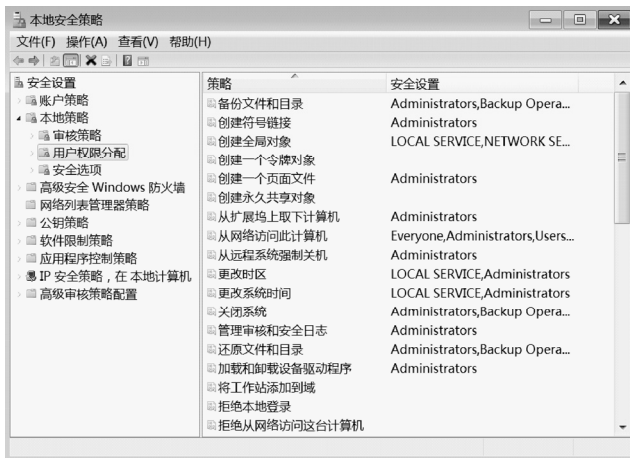 本地安全策略
文件(F) 操作(A) 查看(V) 帮助(H)
安全设置
账户策略
本地策略
审核策略
用户权限分配
安全选项
高级安全 Windows 防火墙
网络列表管理器策略
公钥策略
软件限制策略
应用程序控制策略
IP 安全策略，在 本地计算机
高级审核策略配置
策略 安全设置
备份文件和目录 Administrators,Backup Opera...
创建符号链接 Administrators
创建全局对象 LOCAL SERVICE,NETWORK SE...
创建一个令牌对象
创建一个页面文件 Administrators
创建永久共享对象
从扩展坞上取下计算机 Administrators
从网络访问此计算机 Everyone,Administrators,Users...
从远程系统强制关机 Administrators
更改时区 LOCAL SERVICE,Administrators
更改系统时间 LOCAL SERVICE,Administrators
关闭系统 Administrators,Backup Opera...
管理审核和安全日志 Administrators
还原文件和目录 Administrators,Backup Opera...
加载和卸载设备驱动程序 Administrators
将工作站添加到域
拒绝本地登录
拒绝从网络访问这台计算机